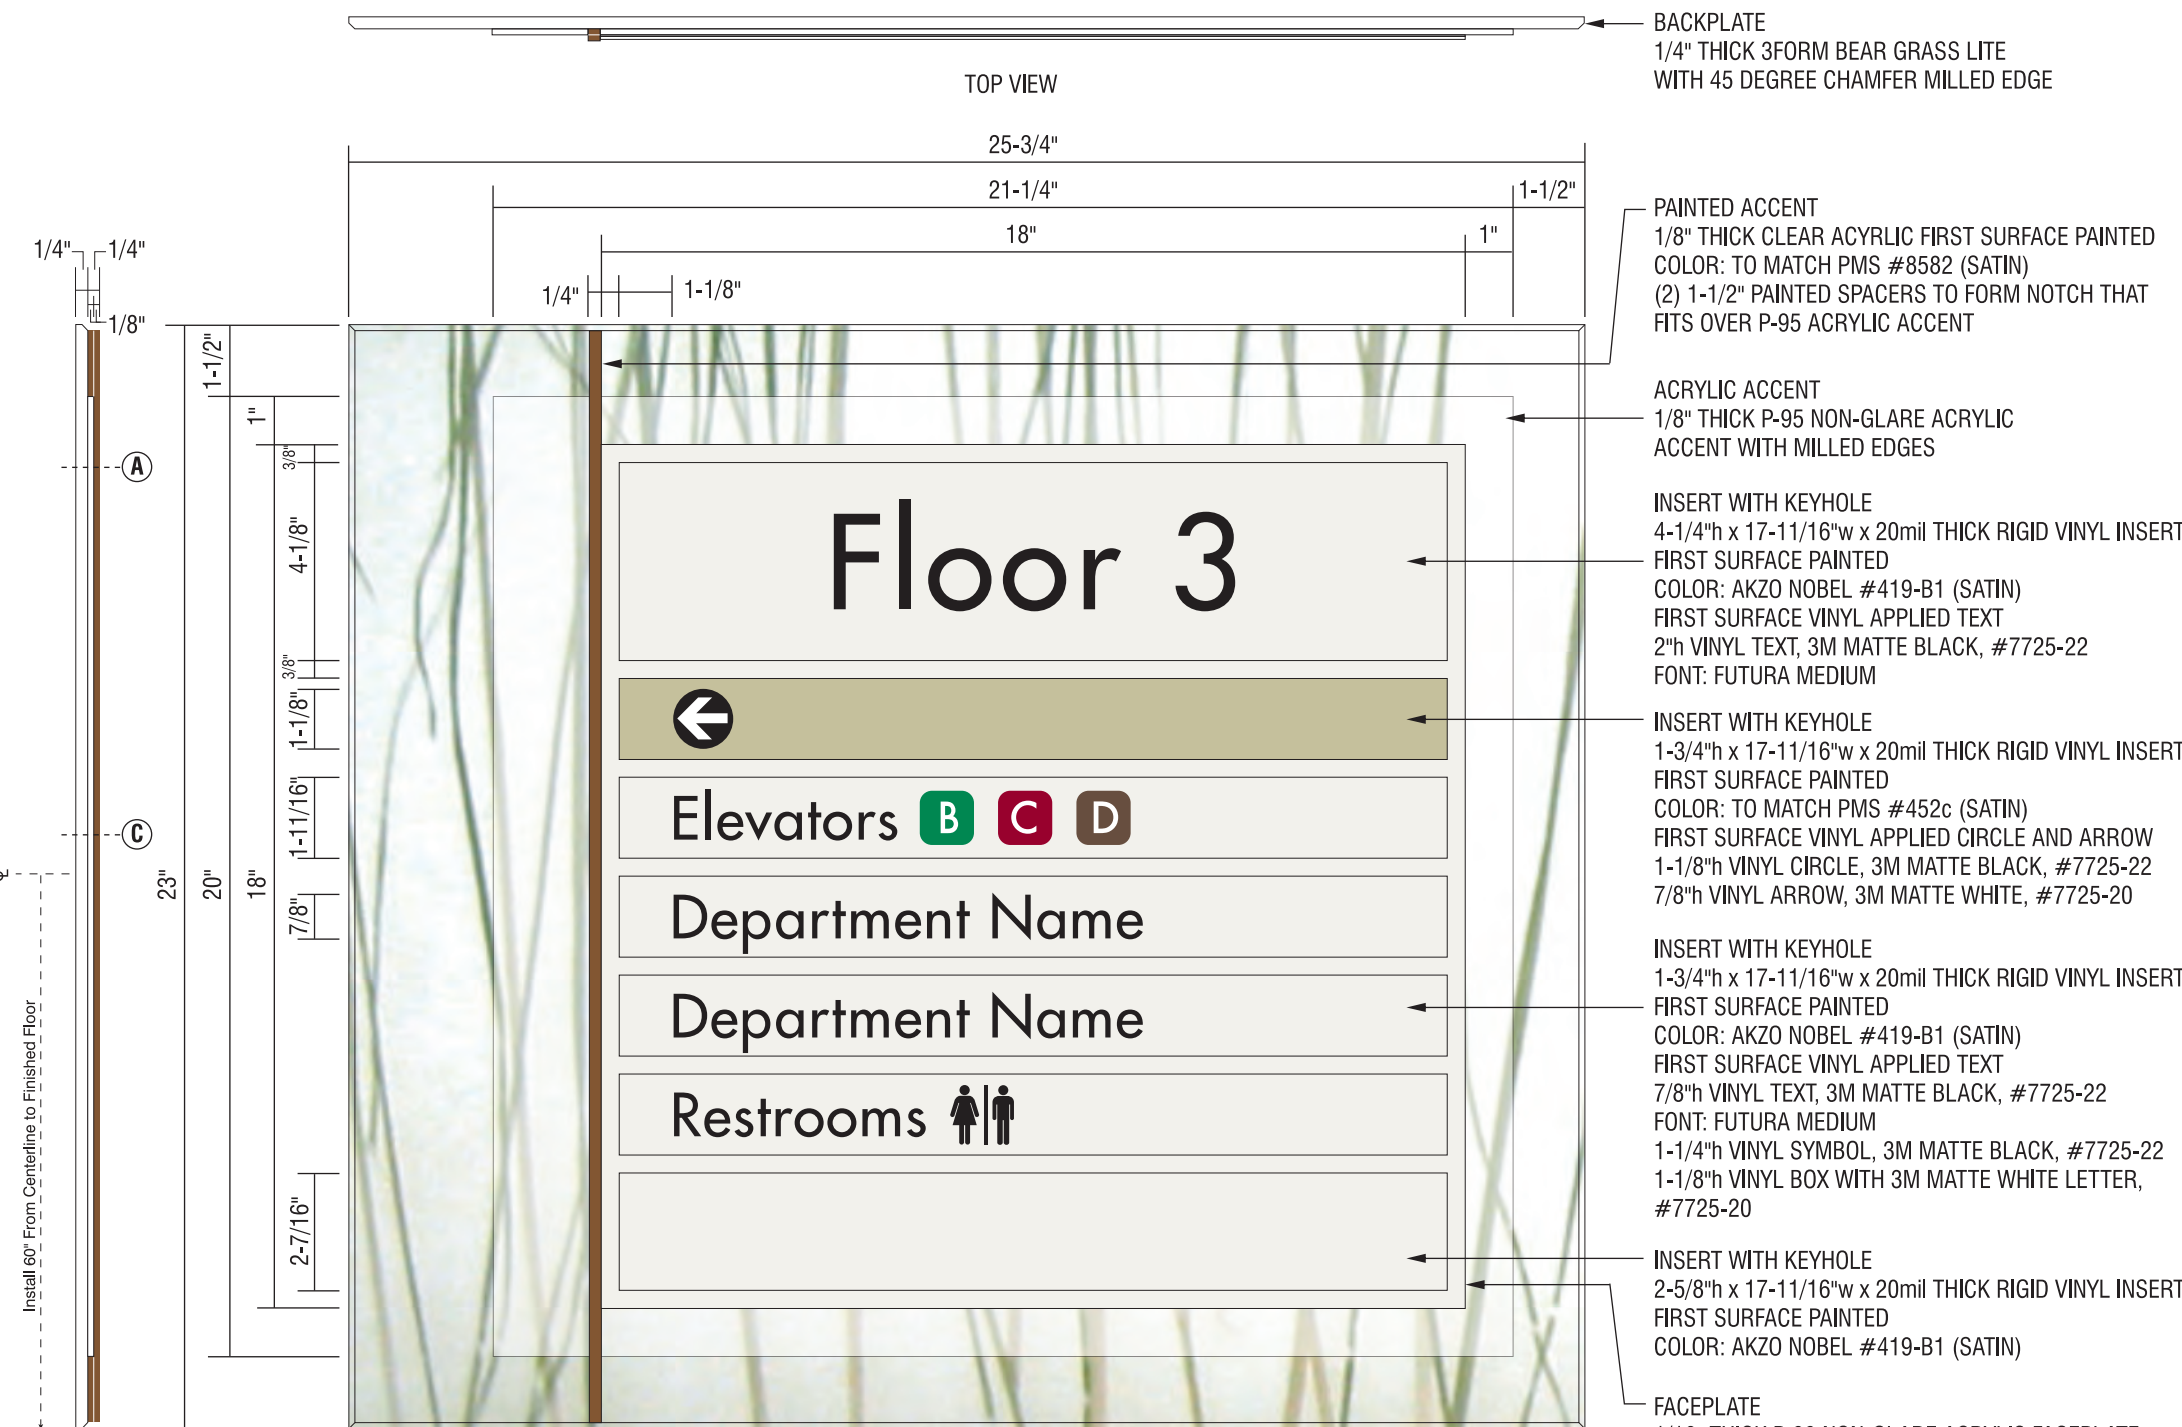 BACKPLATE
1/4" THICK 3FORM BEAR GRASS LITE
WITH 45 DEGREE CHAMFER MILLED EDGE
TOP VIEW
25-3/4"
21-1/4"
1-1/2"
18"
1"
1/4"
1-1/8"
1/4"
1/4"
1/8"
PAINTED ACCENT
1/8" THICK CLEAR ACYRLIC FIRST SURFACE PAINTED
COLOR: TO MATCH PMS #8582 (SATIN)
(2) 1-1/2" PAINTED SPACERS TO FORM NOTCH THAT
FITS OVER P-95 ACRYLIC ACCENT
ACRYLIC ACCENT
1/8" THICK P-95 NON-GLARE ACRYLIC
ACCENT WITH MILLED EDGES
INSERT WITH KEYHOLE
4-1/4"h x 17-11/16"w x 20mil THICK RIGID VINYL INSERT
FIRST SURFACE PAINTED
COLOR: AKZO NOBEL #419-B1 (SATIN)
FIRST SURFACE VINYL APPLIED TEXT
2"h VINYL TEXT, 3M MATTE BLACK, #7725-22
FONT: FUTURA MEDIUM
INSERT WITH KEYHOLE
1-3/4"h x 17-11/16"w x 20mil THICK RIGID VINYL INSERT
FIRST SURFACE PAINTED
COLOR: TO MATCH PMS #452c (SATIN)
FIRST SURFACE VINYL APPLIED CIRCLE AND ARROW
1-1/8"h VINYL CIRCLE, 3M MATTE BLACK, #7725-22
7/8"h VINYL ARROW, 3M MATTE WHITE, #7725-20
INSERT WITH KEYHOLE
1-3/4"h x 17-11/16"w x 20mil THICK RIGID VINYL INSERT
FIRST SURFACE PAINTED
COLOR: AKZO NOBEL #419-B1 (SATIN)
FIRST SURFACE VINYL APPLIED TEXT
7/8"h VINYL TEXT, 3M MATTE BLACK, #7725-22
FONT: FUTURA MEDIUM
1-1/4"h VINYL SYMBOL, 3M MATTE BLACK, #7725-22
1-1/8"h VINYL BOX WITH 3M MATTE WHITE LETTER,
#7725-20
INSERT WITH KEYHOLE
2-5/8"h x 17-11/16"w x 20mil THICK RIGID VINYL INSERT
FIRST SURFACE PAINTED
COLOR: AKZO NOBEL #419-B1 (SATIN)
FACEPLATE
A
C
Install 60" From Centerline to Finished Floor
23"
20"
18"
1-1/2"
1"
3/8"
4-1/8"
3/8"
1-1/8"
1-11/16"
7/8"
2-7/16"
Floor 3
Elevators B C D
Department Name
Department Name
Restrooms